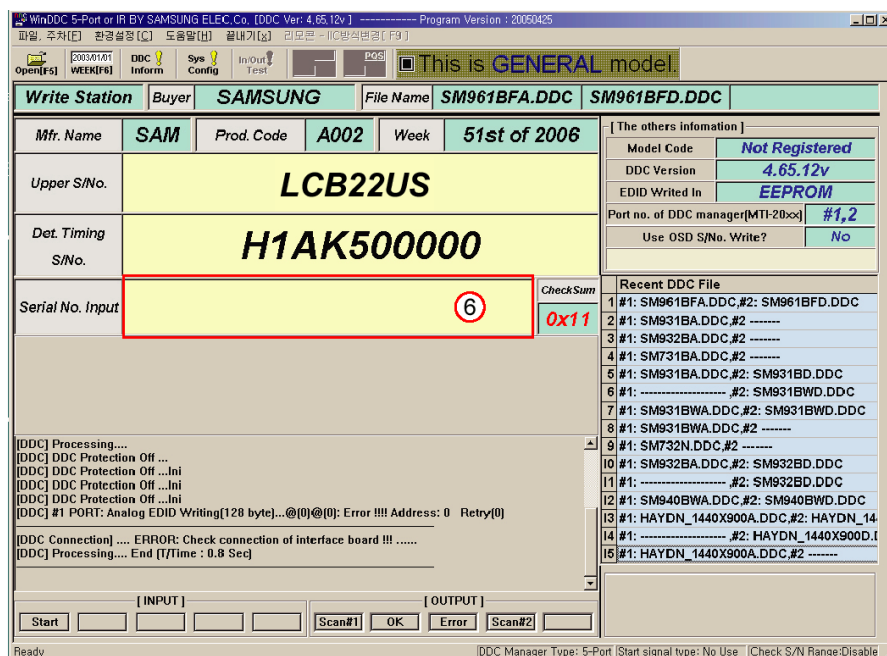 WinDDC 5-Port or IR BY SAMSUNG ELEC,Co, [DDC Ver: 4,65,12v ] ----------- Program Version : 20050425
파일, 주차[F] 환경설정[C] 도움말[H] 끝내기[x] 리모콘-IIC방식변경[ F9 ]
Open[F5] 2003/01/01 WEEK[F6] DDC Inform Sys Config In/Out Test POS This is GENERAL model.
Write Station Buyer SAMSUNG File Name SM961BFA.DDC SM961BFD.DDC
Mfr. Name SAM Prod. Code A002 Week 51st of 2006
Upper S/No. LCB22US
Det. Timing S/No. H1AK500000
Serial No. Input ⑥ CheckSum 0x11
[ The others infomation ]
Model Code Not Registered
DDC Version 4.65.12v
EDID Writed In EEPROM
Port no. of DDC manager(MTI-20xx) #1,2
Use OSD S/No. Write? No
Recent DDC File
1 #1: SM961BFA.DDC,#2: SM961BFD.DDC
2 #1: SM931BA.DDC,#2 -------
3 #1: SM932BA.DDC,#2 -------
4 #1: SM731BA.DDC,#2 -------
5 #1: SM931BA.DDC,#2: SM931BD.DDC
6 #1: -------------------- ,#2: SM931BWD.DDC
7 #1: SM931BWA.DDC,#2: SM931BWD.DDC
8 #1: SM931BWA.DDC,#2 -------
9 #1: SM732N.DDC,#2 -------
10 #1: SM932BA.DDC,#2: SM932BD.DDC
11 #1: -------------------- ,#2: SM932BD.DDC
12 #1: SM940BWA.DDC,#2: SM940BWD.DDC
13 #1: HAYDN_1440X900A.DDC,#2: HAYDN_14
14 #1: -------------------- ,#2: HAYDN_1440X900D.
15 #1: HAYDN_1440X900A.DDC,#2 -------
[DDC] Processing....
[DDC] DDC Protection Off ...
[DDC] DDC Protection Off ...Ini
[DDC] DDC Protection Off ...Ini
[DDC] DDC Protection Off ...Ini
[DDC] #1 PORT: Analog EDID Writing[128 byte]...@(0)@(0): Error !!!! Address: 0 Retry(0)
[DDC Connection] .... ERROR: Check connection of interface board !!! ......
[DDC] Processing.... End (T/Time : 0.8 Sec)
[ INPUT ] [ OUTPUT ]
Start Scan#1 OK Error Scan#2
Ready DDC Manager Type: 5-Port Start signal type: No Use Check S/N Range:Disable